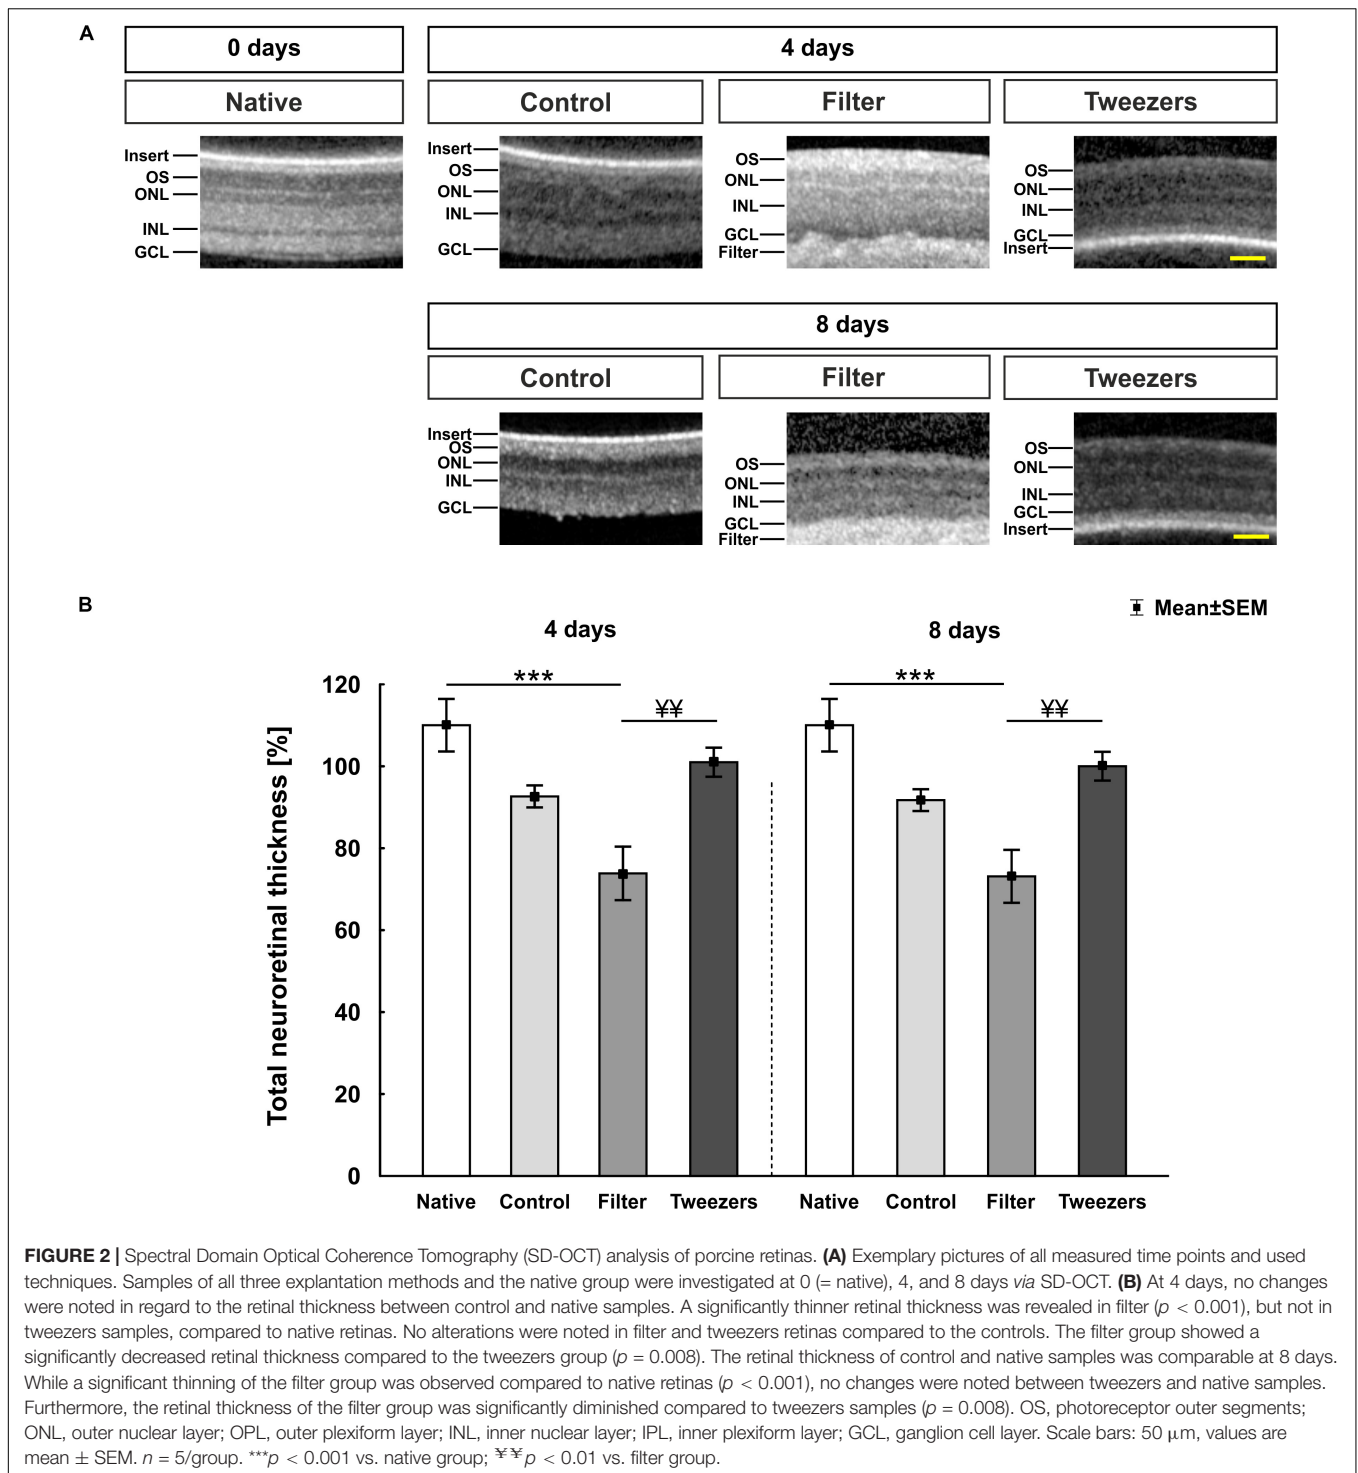 A
0 days
4 days
Native
Control
Filter
Tweezers
Insert
OS
ONL
INL
GCL
Insert
OS
ONL
INL
GCL
OS
ONL
INL
GCL
Filter
OS
ONL
INL
GCL
Insert
8 days
Control
Filter
Tweezers
Insert
OS
ONL
INL
GCL
OS
ONL
INL
GCL
Filter
OS
ONL
INL
GCL
Insert
B
Mean±SEM
4 days
8 days
Total neuroretinal thickness [%]
120
100
80
60
40
20
0
***
¥¥
***
¥¥
Native Control Filter Tweezers Native Control Filter Tweezers
FIGURE 2 | Spectral Domain Optical Coherence Tomography (SD-OCT) analysis of porcine retinas. (A) Exemplary pictures of all measured time points and used
techniques. Samples of all three explantation methods and the native group were investigated at 0 (= native), 4, and 8 days via SD-OCT. (B) At 4 days, no changes
were noted in regard to the retinal thickness between control and native samples. A significantly thinner retinal thickness was revealed in filter (p < 0.001), but not in
tweezers samples, compared to native retinas. No alterations were noted in filter and tweezers retinas compared to the controls. The filter group showed a
significantly decreased retinal thickness compared to the tweezers group (p = 0.008). The retinal thickness of control and native samples was comparable at 8 days.
While a significant thinning of the filter group was observed compared to native retinas (p < 0.001), no changes were noted between tweezers and native samples.
Furthermore, the retinal thickness of the filter group was significantly diminished compared to tweezers samples (p = 0.008). OS, photoreceptor outer segments;
ONL, outer nuclear layer; OPL, outer plexiform layer; INL, inner nuclear layer; IPL, inner plexiform layer; GCL, ganglion cell layer. Scale bars: 50 μm, values are
mean ± SEM. n = 5/group. ***p < 0.001 vs. native group; ¥¥p < 0.01 vs. filter group.